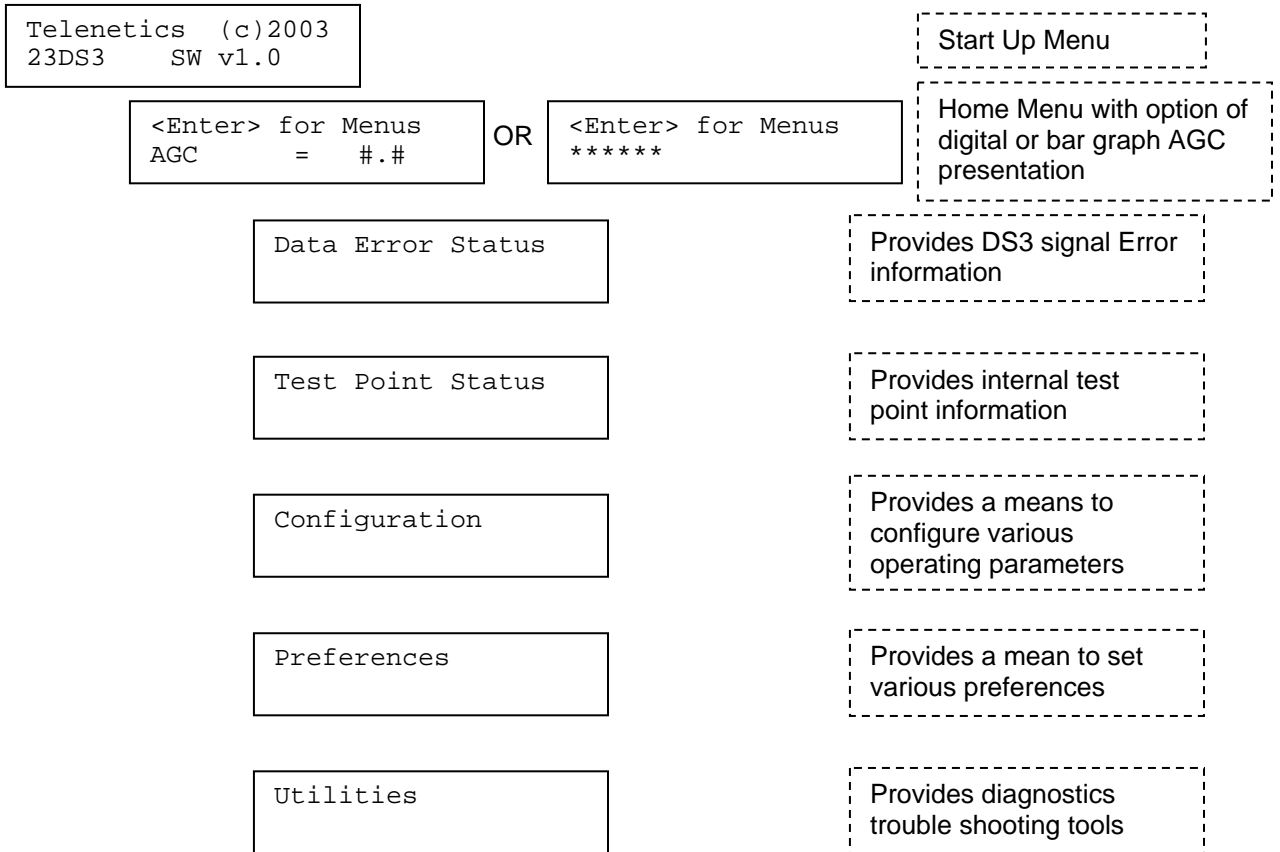 Telenetics (c)2003
23DS3 SW v1.0
Start Up Menu
<Enter> for Menus
AGC = #.#
OR
<Enter> for Menus
******
Home Menu with option of
digital or bar graph AGC
presentation
Data Error Status
Provides DS3 signal Error
information
Test Point Status
Provides internal test
point information
Configuration
Provides a means to
configure various
operating parameters
Preferences
Provides a mean to set
various preferences
Utilities
Provides diagnostics
trouble shooting tools